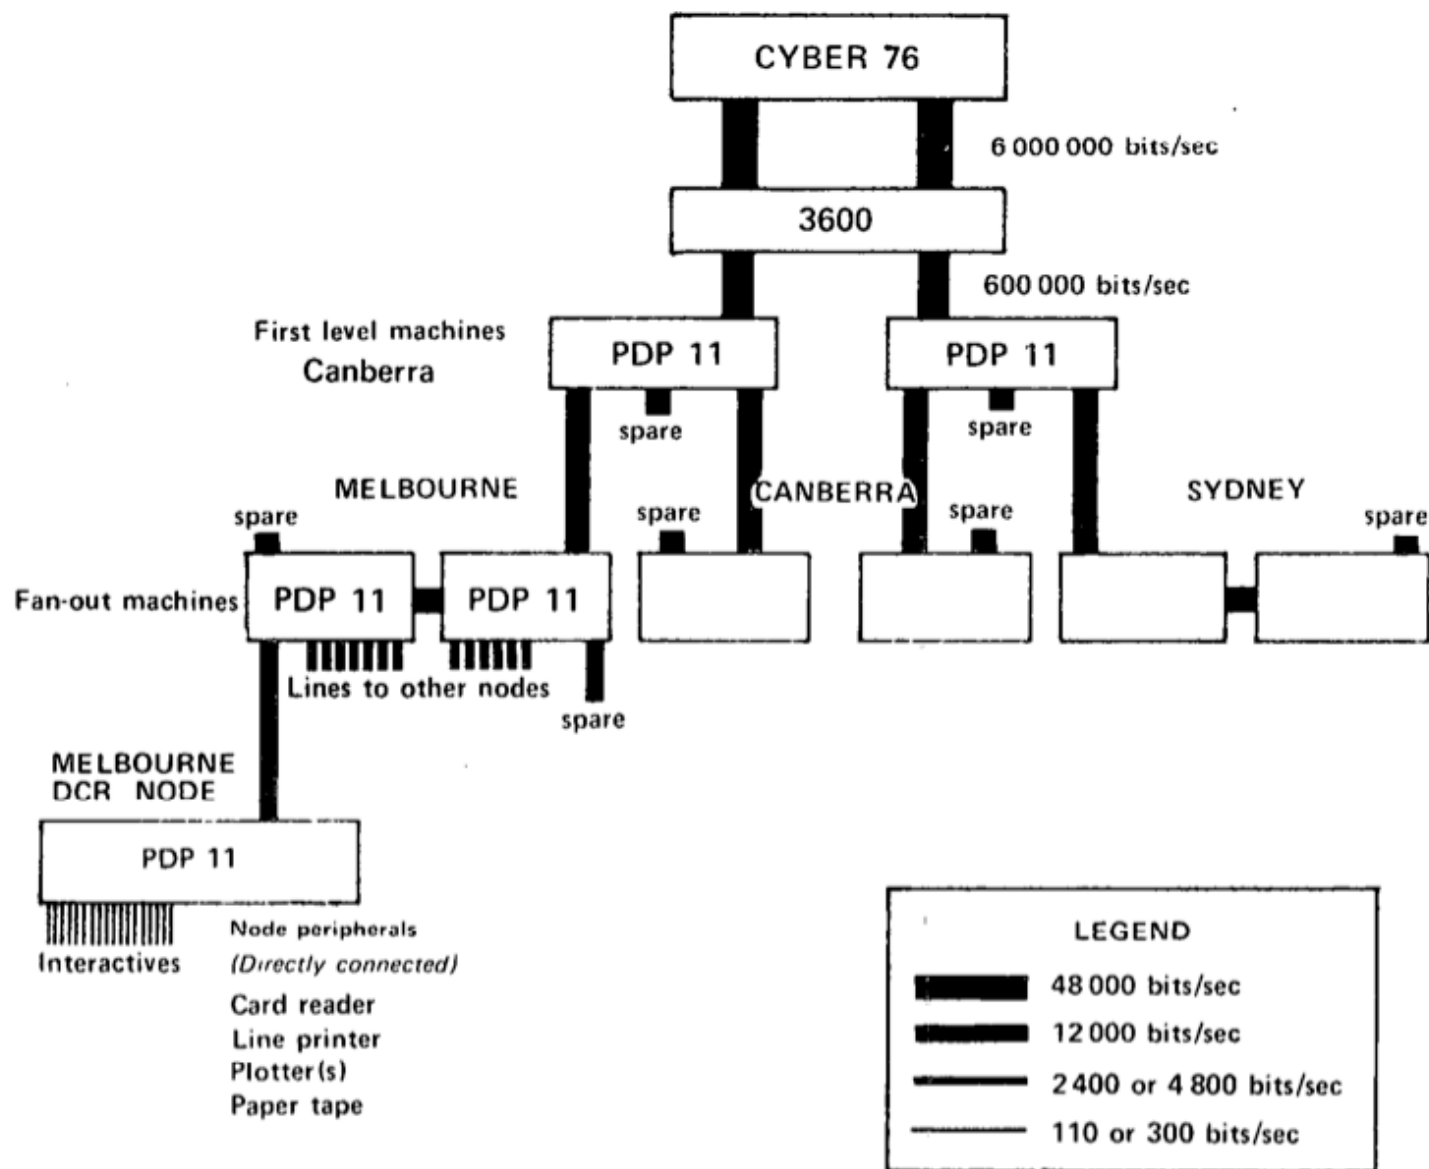 CYBER 76
6 000 000 bits/sec
3600
600 000 bits/sec
First level machines
Canberra
PDP 11
PDP 11
spare
spare
MELBOURNE
CANBERRA
SYDNEY
spare
spare
spare
spare
Fan-out machines
PDP 11
PDP 11
Lines to other nodes
spare
MELBOURNE
DCR NODE
PDP 11
Interactives
Node peripherals
(Directly connected)
Card reader
Line printer
Plotter(s)
Paper tape
LEGEND
48 000 bits/sec
12 000 bits/sec
2 400 or 4 800 bits/sec
110 or 300 bits/sec